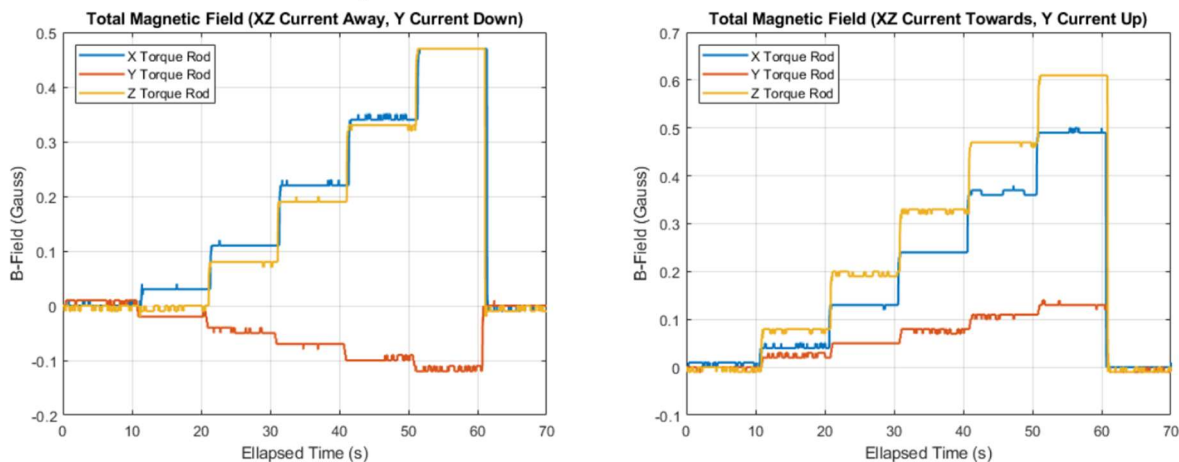 Total Magnetic Field (XZ Current Away, Y Current Down)
0.5
0.4
0.3
0.2
0.1
0
-0.1
-0.2
B-Field (Gauss)
X Torque Rod
Y Torque Rod
Z Torque Rod
0 10 20 30 40 50 60 70
Ellapsed Time (s)
Total Magnetic Field (XZ Current Towards, Y Current Up)
0.7
0.6
0.5
0.4
0.3
0.2
0.1
0
-0.1
B-Field (Gauss)
X Torque Rod
Y Torque Rod
Z Torque Rod
0 10 20 30 40 50 60 70
Ellapsed Time (s)